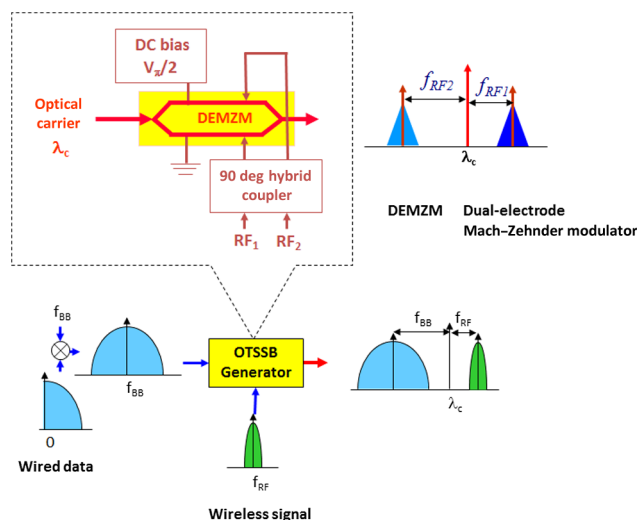 DC bias
Vπ/2
Optical
carrier
λc
DEMZM
90 deg hybrid
coupler
RF1
RF2
fRF2
fRF1
λc
DEMZM
Dual-electrode
Mach–Zehnder modulator
fBB
fBB
0
Wired data
OTSSB
Generator
fRF
Wireless signal
fBB
fRF
λc